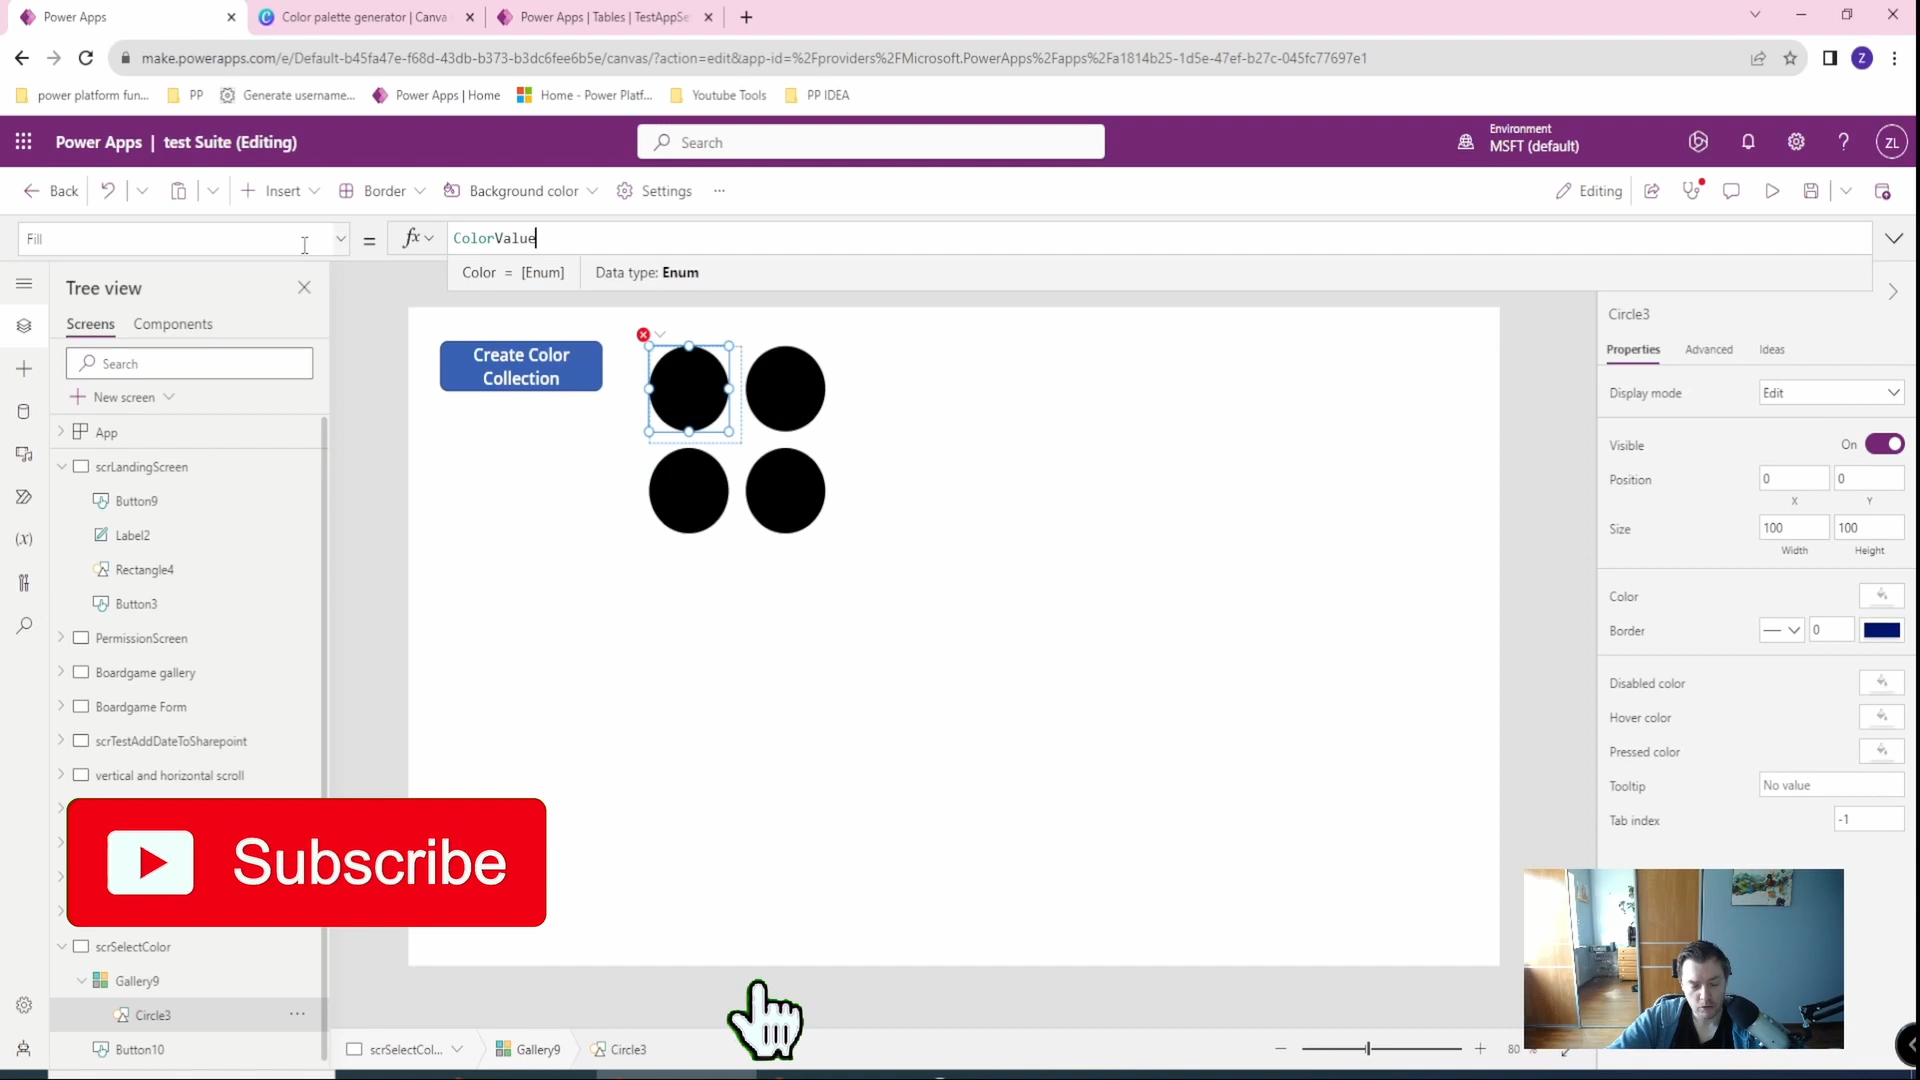 Power Apps
Color palette generator | Canva
Power Apps | Tables | TestAppSe
make.powerapps.com/e/Default-b45fa47e-f68d-43db-b373-b3dc6fee6b5e/canvas/?action=edit&app-id=%2Fproviders%2FMicrosoft.PowerApps%2Fapps%2Fa1814b25-1d5e-47ef-b27c-045fc77697e1
Z
power platform fun...
PP
Generate username...
Power Apps | Home
Home - Power Platf...
Youtube Tools
PP IDEA
Power Apps | test Suite (Editing)
Search
Environment
MSFT (default)
ZL
Back
Insert
Border
Background color
Settings
Editing
Fill
=
fx
ColorValue
Color = [Enum]
Data type: Enum
Tree view
Screens
Components
Search
New screen
App
scrLandingScreen
Button9
Label2
Rectangle4
Button3
PermissionScreen
Boardgame gallery
Boardgame Form
scrTestAddDateToSharepoint
vertical and horizontal scroll
Subscribe
scrSelectColor
Gallery9
Circle3
Button10
Create Color
Collection
Circle3
Properties
Advanced
Ideas
Display mode
Edit
Visible
On
Position
0
0
X
Y
Size
100
100
Width
Height
Color
Border
0
Disabled color
Hover color
Pressed color
Tooltip
No value
Tab index
-1
scrSelectCol...
Gallery9
Circle3
80 %